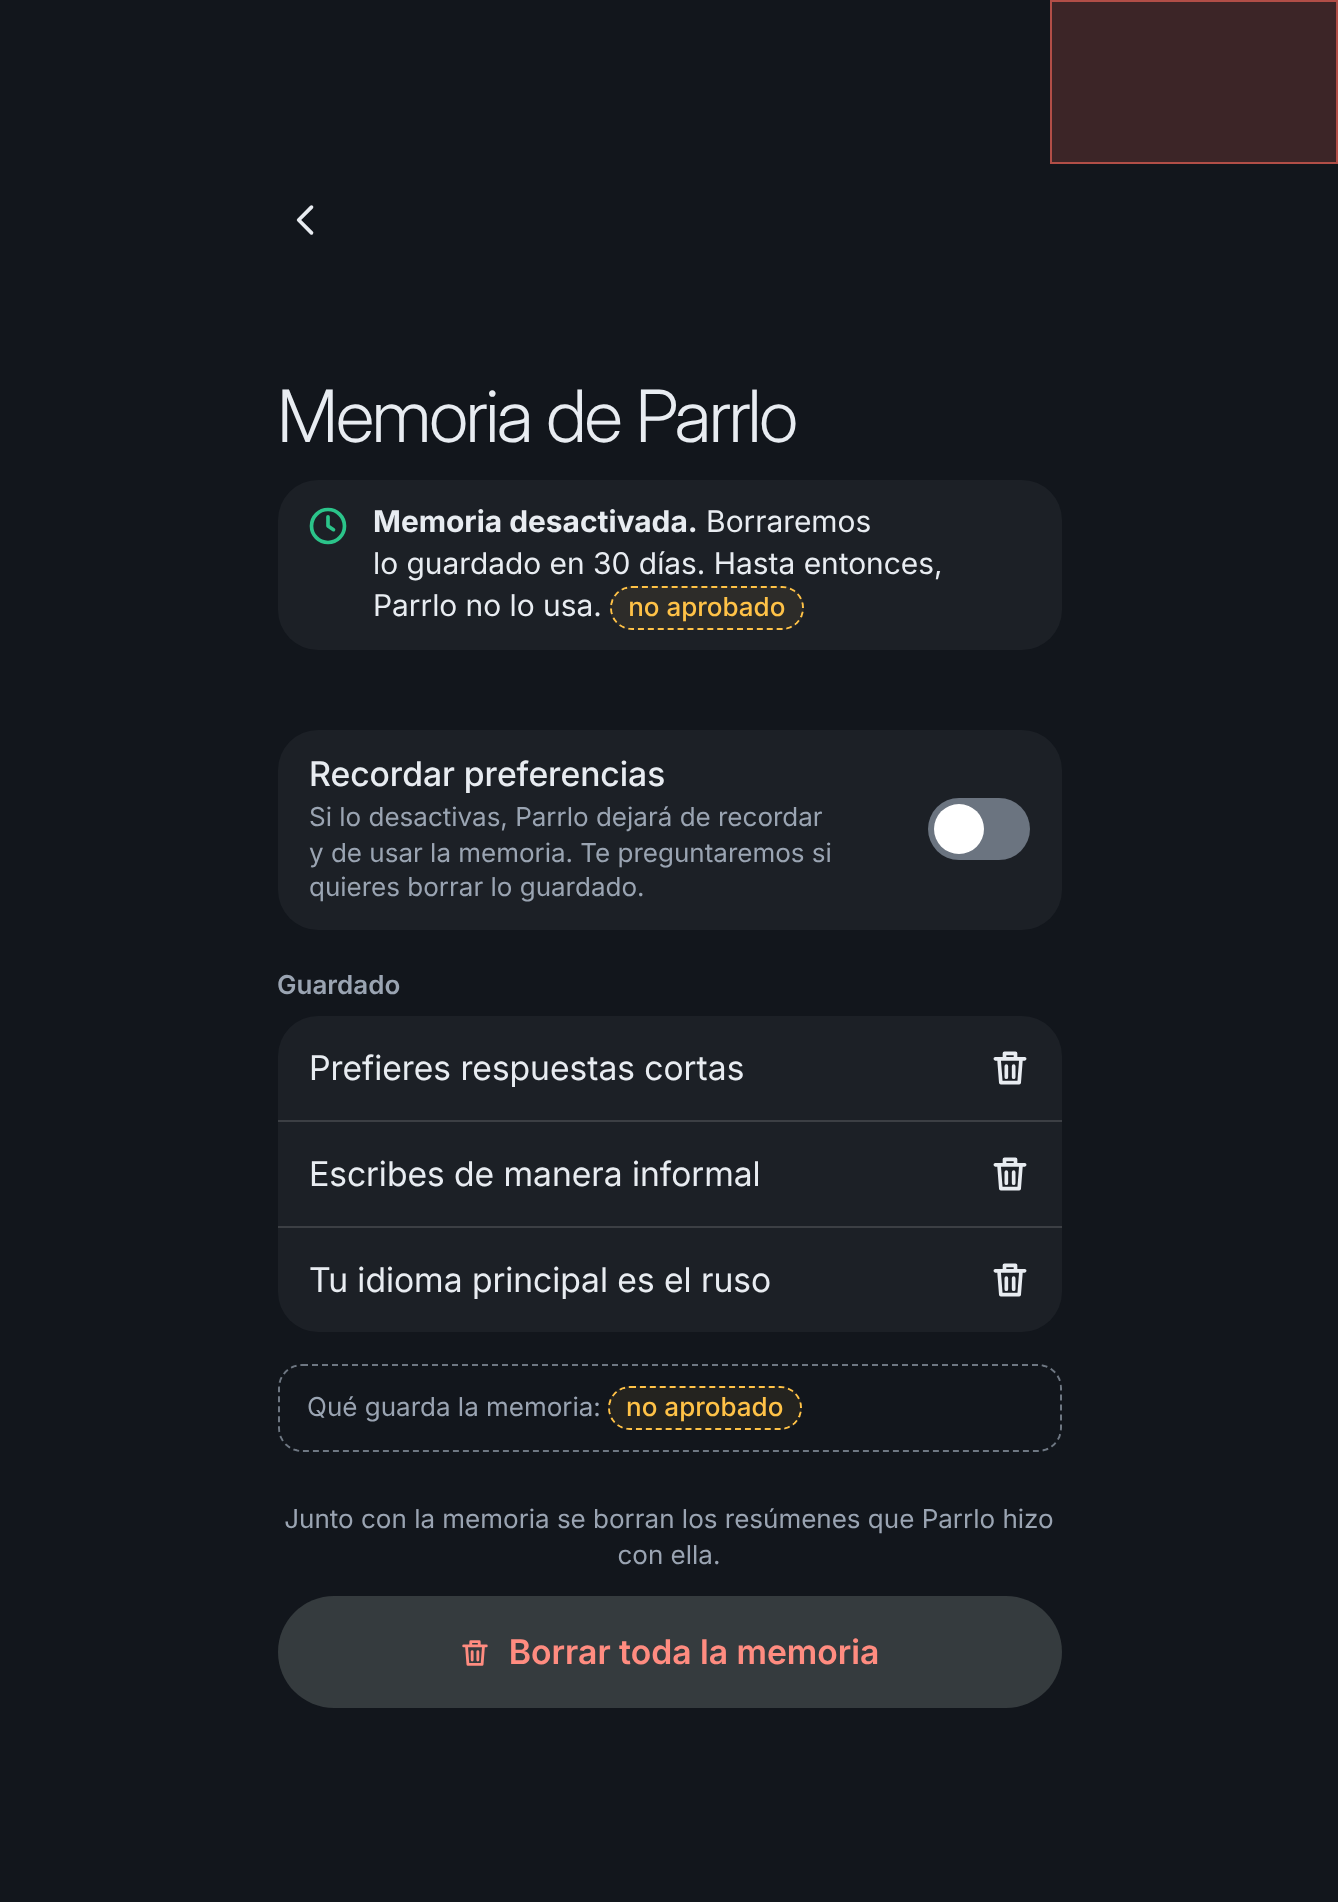 Memoria de Parrlo
Memoria desactivada. Borraremos
lo guardado en 30 días. Hasta entonces,
Parrlo no lo usa. no aprobado
Recordar preferencias
Si lo desactivas, Parrlo dejará de recordar
y de usar la memoria. Te preguntaremos si
quieres borrar lo guardado.
Guardado
Prefieres respuestas cortas
Escribes de manera informal
Tu idioma principal es el ruso
Qué guarda la memoria: no aprobado
Junto con la memoria se borran los resúmenes que Parrlo hizo
con ella.
Borrar toda la memoria